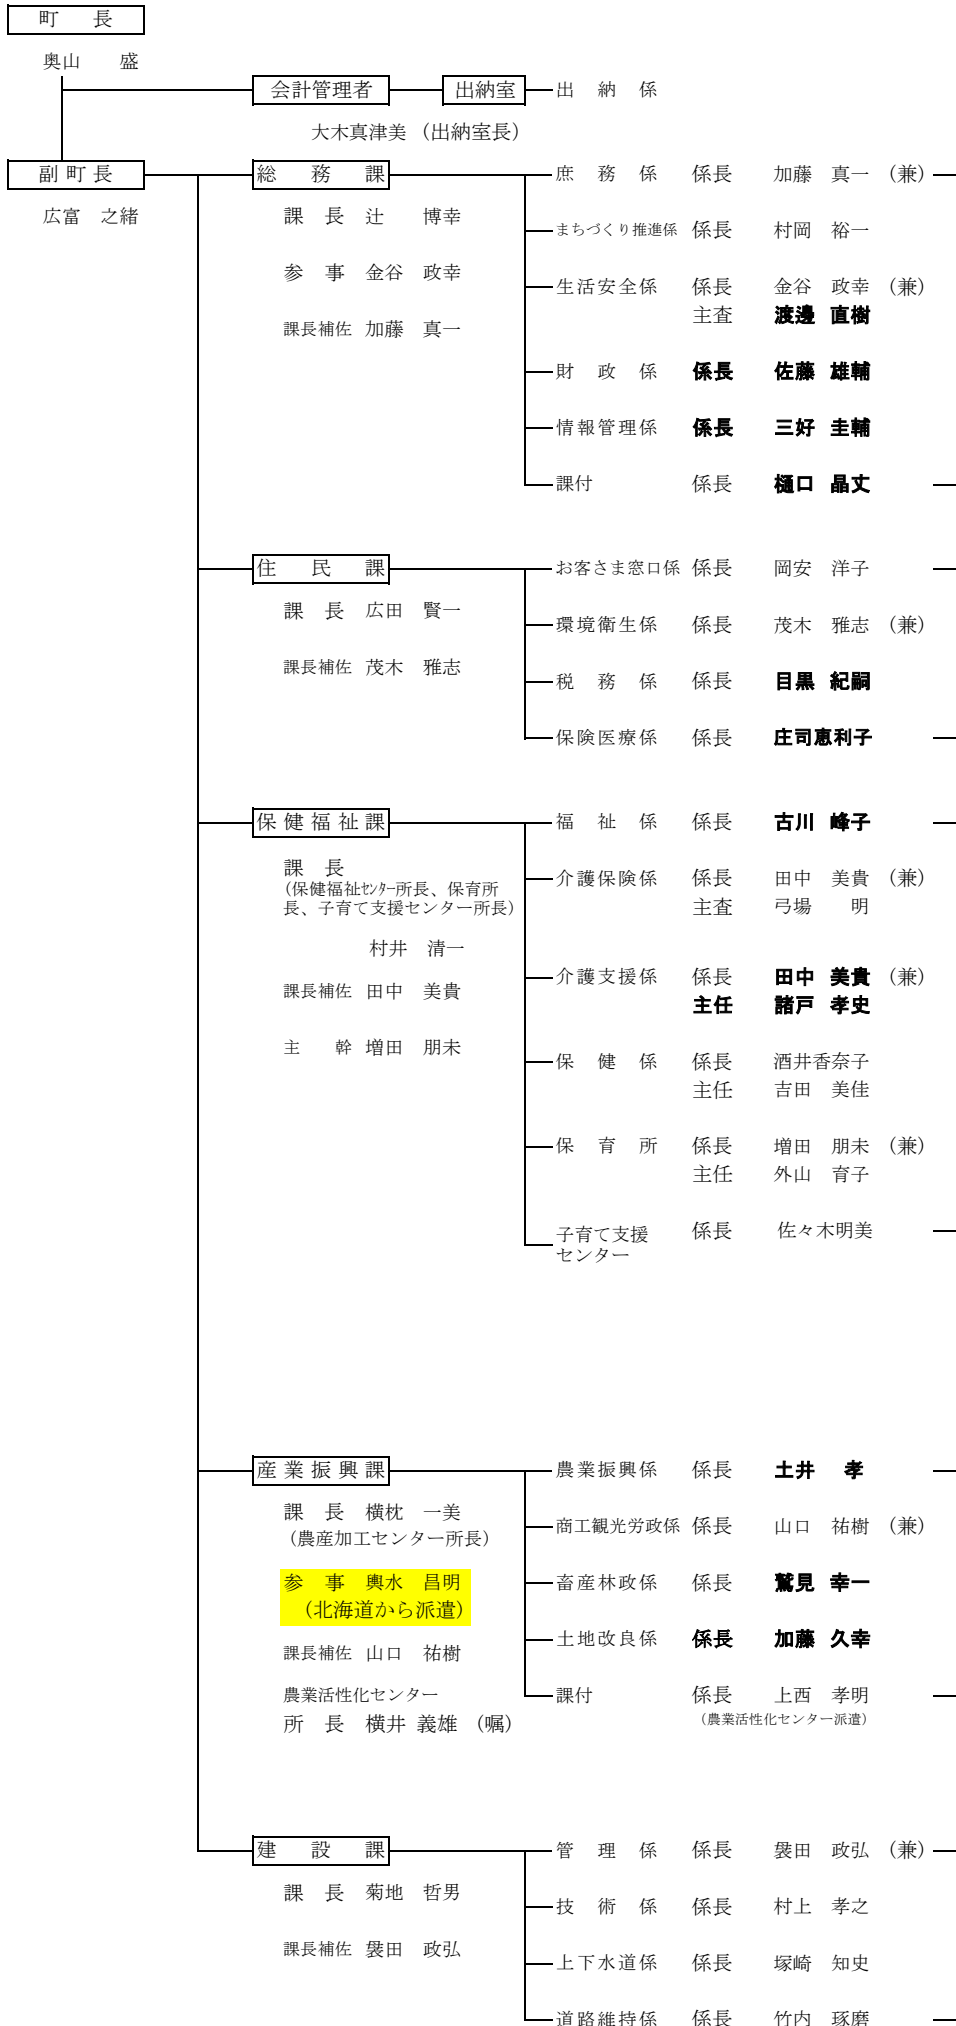 町　長
奥山　盛
会計管理者　出納室　出　納　係
大木真津美（出納室長）
副町長　総　務　課　庶　務　係　係長　加藤　真一（兼）
広富　之緒　課　長　辻　博幸
まちづくり推進係　係長　村岡　裕一
参　事　金谷　政幸
生活安全係　係長　金谷　政幸（兼）
主査　渡邊　直樹
課長補佐　加藤　真一
財　政　係　係長　佐藤　雄輔
情報管理係　係長　三好　圭輔
課付　係長　樋口　晶丈
住　民　課　お客さま窓口係　係長　岡安　洋子
課　長　広田　賢一
環境衛生係　係長　茂木　雅志（兼）
課長補佐　茂木　雅志
税　務　係　係長　目黒　紀嗣
保険医療係　係長　庄司恵利子
保健福祉課　福　祉　係　係長　古川　峰子
課　長
（保健福祉センター所長、保育所
長、子育て支援センター所長）
介護保険係　係長　田中　美貴（兼）
主査　弓場　明
村井　清一
課長補佐　田中　美貴
介護支援係　係長　田中　美貴（兼）
主任　諸戸　孝史
主　幹　増田　朋未
保　健　係　係長　酒井香奈子
主任　吉田　美佳
保　育　所　係長　増田　朋未（兼）
主任　外山　育子
子育て支援
センター　係長　佐々木明美
産業振興課　農業振興係　係長　土井　孝
課　長　横枕　一美
（農産加工センター所長）
商工観光労政係　係長　山口　祐樹（兼）
参　事　輿水　昌明
（北海道から派遣）
畜産林政係　係長　鷲見　幸一
土地改良係　係長　加藤　久幸
課長補佐　山口　祐樹
農業活性化センター
所　長　横井　義雄（嘱）
課付　係長　上西　孝明
（農業活性化センター派遣）
建　設　課　管　理　係　係長　袰田　政弘（兼）
課　長　菊地　哲男
技　術　係　係長　村上　孝之
課長補佐　袰田　政弘
上下水道係　係長　塚崎　知史
道路維持係　係長　竹内　琢磨